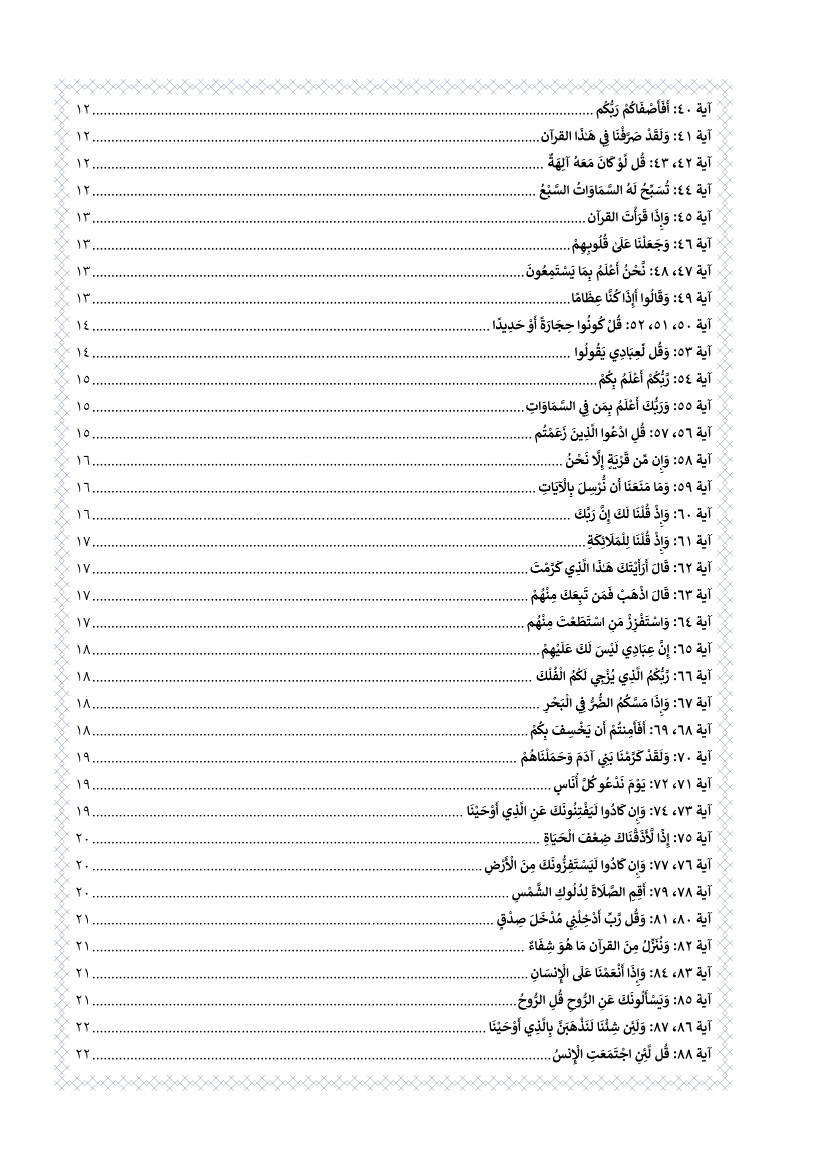 آية ٤٠: أَفَأَصْفَاكُمْ رَبُّكُم ........ ١٢
آية ٤١: وَلَقَدْ صَرَّفْنَا فِي هَـٰذَا القرآن ........ ١٢
آية ٤٢، ٤٣: قُل لَّوْ كَانَ مَعَهُ آلِهَةٌ ........ ١٢
آية ٤٤: تُسَبِّحُ لَهُ السَّمَاوَاتُ السَّبْعُ ........ ١٢
آية ٤٥: وَإِذَا قَرَأْتَ القرآن ........ ١٣
آية ٤٦: وَجَعَلْنَا عَلَىٰ قُلُوبِهِمْ ........ ١٣
آية ٤٧، ٤٨: نَّحْنُ أَعْلَمُ بِمَا يَسْتَمِعُونَ ........ ١٣
آية ٤٩: وَقَالُوا أَإِذَا كُنَّا عِظَامًا ........ ١٣
آية ٥٠، ٥١، ٥٢: قُلْ كُونُوا حِجَارَةً أَوْ حَدِيدًا ........ ١٤
آية ٥٣: وَقُل لِّعِبَادِي يَقُولُوا ........ ١٤
آية ٥٤: رَّبُّكُمْ أَعْلَمُ بِكُمْ ........ ١٥
آية ٥٥: وَرَبُّكَ أَعْلَمُ بِمَن فِي السَّمَاوَاتِ ........ ١٥
آية ٥٦، ٥٧: قُلِ ادْعُوا الَّذِينَ زَعَمْتُم ........ ١٥
آية ٥٨: وَإِن مِّن قَرْيَةٍ إِلَّا نَحْنُ ........ ١٦
آية ٥٩: وَمَا مَنَعَنَا أَن نُّرْسِلَ بِالْآيَاتِ ........ ١٦
آية ٦٠: وَإِذْ قُلْنَا لَكَ إِنَّ رَبَّكَ ........ ١٦
آية ٦١: وَإِذْ قُلْنَا لِلْمَلَائِكَةِ ........ ١٧
آية ٦٢: قَالَ أَرَأَيْتَكَ هَـٰذَا الَّذِي كَرَّمْتَ ........ ١٧
آية ٦٣: قَالَ اذْهَبْ فَمَن تَبِعَكَ مِنْهُمْ ........ ١٧
آية ٦٤: وَاسْتَفْزِزْ مَنِ اسْتَطَعْتَ مِنْهُم ........ ١٧
آية ٦٥: إِنَّ عِبَادِي لَيْسَ لَكَ عَلَيْهِمْ ........ ١٨
آية ٦٦: رَّبُّكُمُ الَّذِي يُزْجِي لَكُمُ الْفُلْكَ ........ ١٨
آية ٦٧: وَإِذَا مَسَّكُمُ الضُّرُّ فِي الْبَحْرِ ........ ١٨
آية ٦٨، ٦٩: أَفَأَمِنتُمْ أَن يَخْسِفَ بِكُمْ ........ ١٨
آية ٧٠: وَلَقَدْ كَرَّمْنَا بَنِي آدَمَ وَحَمَلْنَاهُمْ ........ ١٩
آية ٧١، ٧٢: يَوْمَ نَدْعُو كُلَّ أُنَاسٍ ........ ١٩
آية ٧٣، ٧٤: وَإِن كَادُوا لَيَفْتِنُونَكَ عَنِ الَّذِي أَوْحَيْنَا ........ ١٩
آية ٧٥: إِذًا لَّأَذَقْنَاكَ ضِعْفَ الْحَيَاةِ ........ ٢٠
آية ٧٦، ٧٧: وَإِن كَادُوا لَيَسْتَفِزُّونَكَ مِنَ الْأَرْضِ ........ ٢٠
آية ٧٨، ٧٩: أَقِمِ الصَّلَاةَ لِدُلُوكِ الشَّمْسِ ........ ٢٠
آية ٨٠، ٨١: وَقُل رَّبِّ أَدْخِلْنِي مُدْخَلَ صِدْقٍ ........ ٢١
آية ٨٢: وَنُنَزِّلُ مِنَ القرآن مَا هُوَ شِفَاءٌ ........ ٢١
آية ٨٣، ٨٤: وَإِذَا أَنْعَمْنَا عَلَى الْإِنسَانِ ........ ٢١
آية ٨٥: وَيَسْأَلُونَكَ عَنِ الرُّوحِ قُلِ الرُّوحُ ........ ٢١
آية ٨٦، ٨٧: وَلَئِن شِئْنَا لَنَذْهَبَنَّ بِالَّذِي أَوْحَيْنَا ........ ٢٢
آية ٨٨: قُل لَّئِنِ اجْتَمَعَتِ الْإِنسُ ........ ٢٢